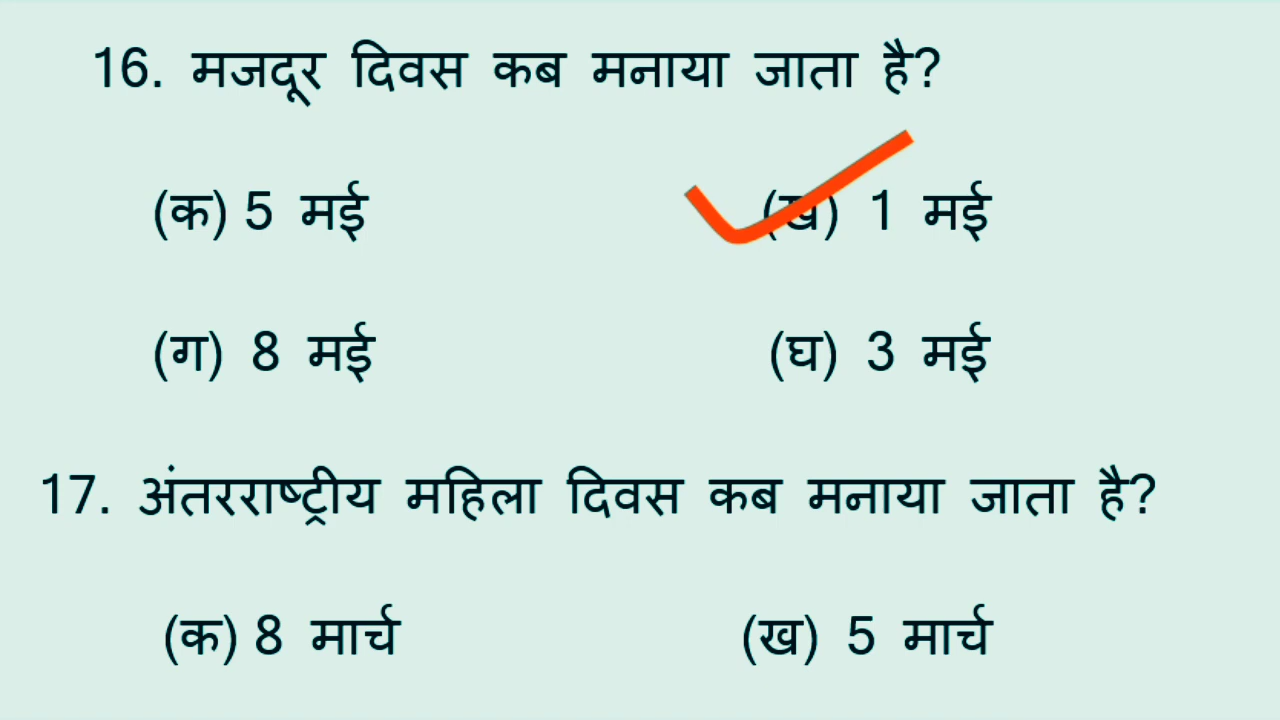 16. मजदूर दिवस कब मनाया जाता है?
(क) 5 मई (ख) 1 मई
(ग) 8 मई (घ) 3 मई
17. अंतरराष्ट्रीय महिला दिवस कब मनाया जाता है?
(क) 8 मार्च (ख) 5 मार्च